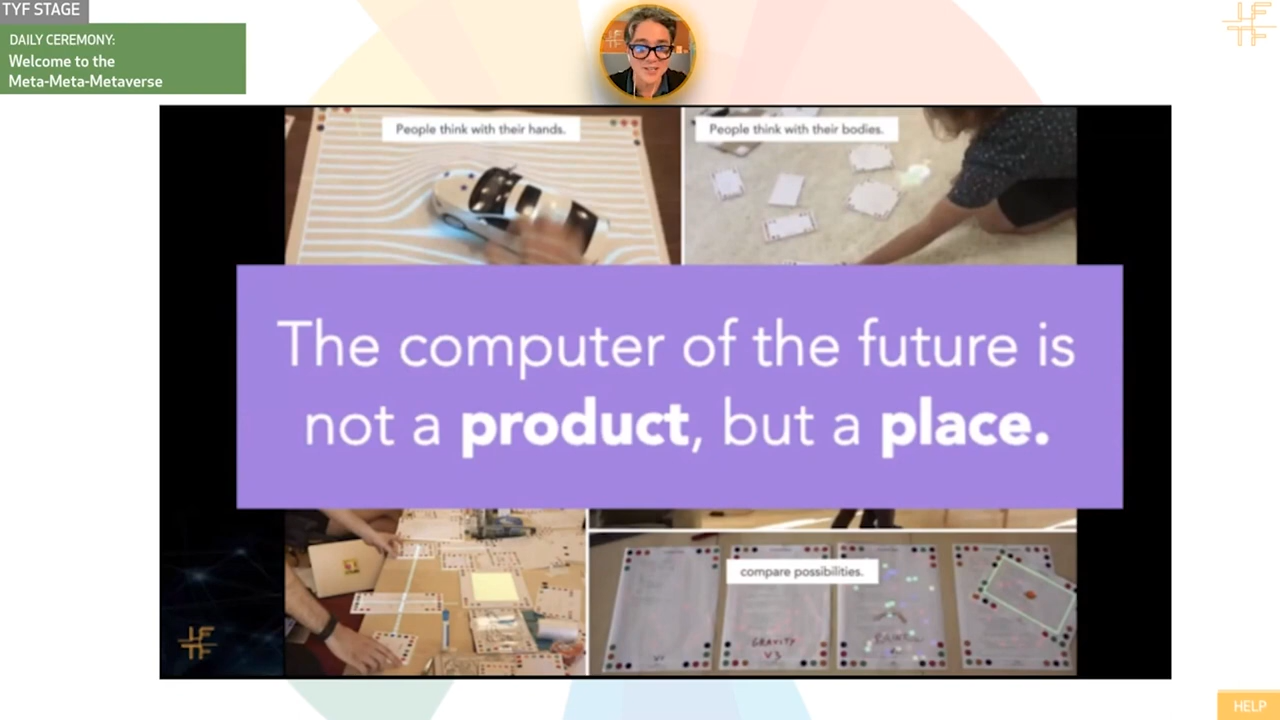 TYF STAGE
DAILY CEREMONY:
Welcome to the
Meta-Meta-Metaverse
People think with their hands.
People think with their bodies.
The computer of the future is
not a product, but a place.
compare possibilities.
GRAVITY
V3
HELP